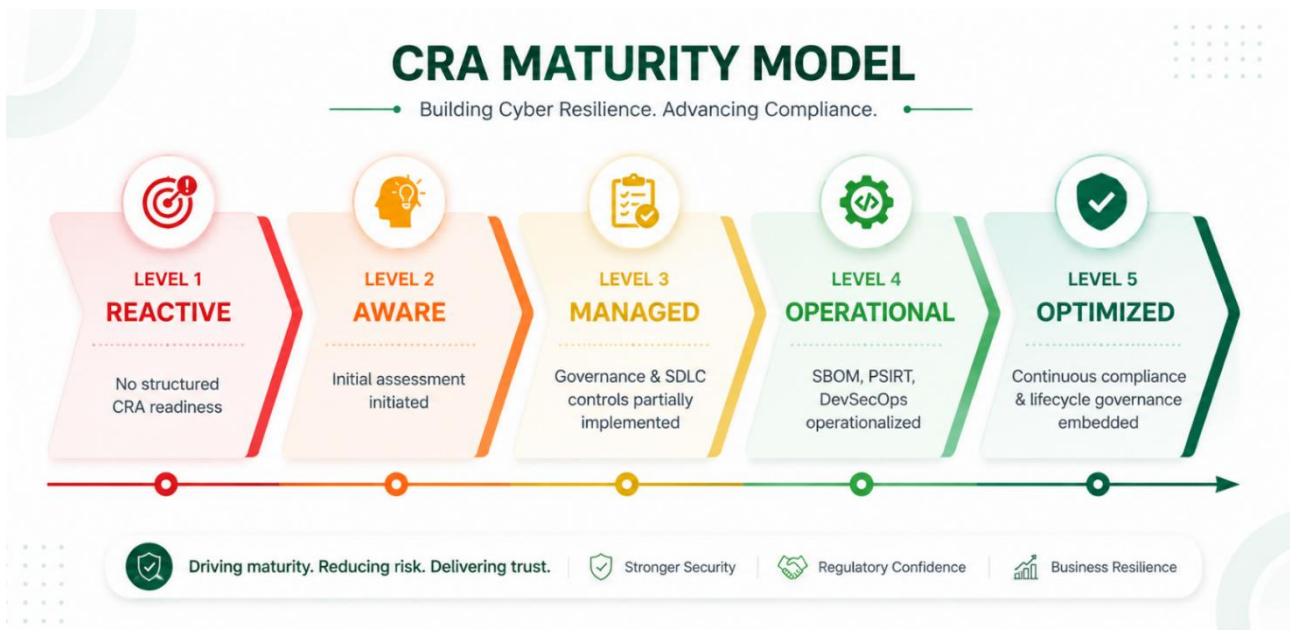 CRA MATURITY MODEL
Building Cyber Resilience. Advancing Compliance.
LEVEL 1
REACTIVE
No structured
CRA readiness
LEVEL 2
AWARE
Initial assessment
initiated
LEVEL 3
MANAGED
Governance & SDLC
controls partially
implemented
LEVEL 4
OPERATIONAL
SBOM, PSIRT,
DevSecOps
operationalized
LEVEL 5
OPTIMIZED
Continuous compliance
& lifecycle governance
embedded
Driving maturity. Reducing risk. Delivering trust.
Stronger Security
Regulatory Confidence
Business Resilience